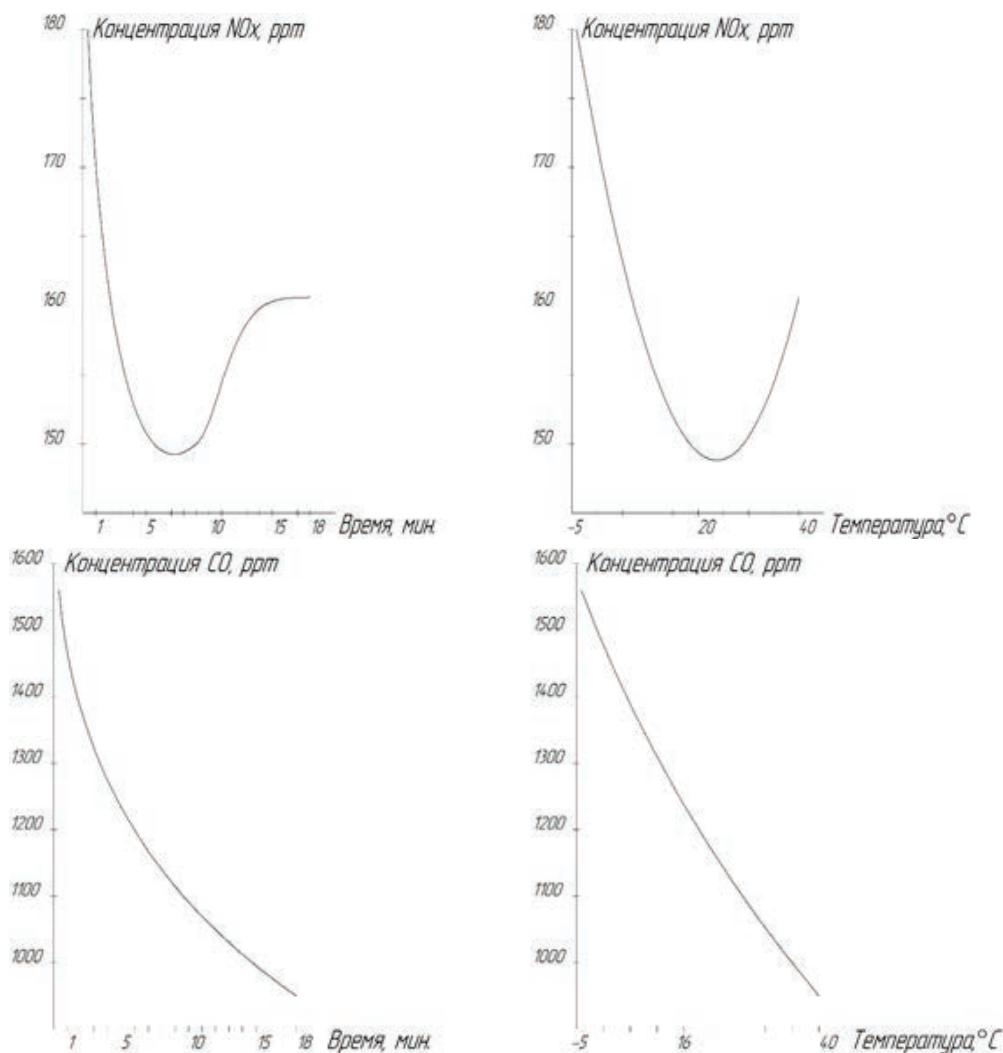 Концентрация NOx, ppm
180
170
160
150
1 5 10 15 18 Время, мин.
Концентрация NOx, ppm
180
170
160
150
-5 20 40 Температура,°C
Концентрация CO, ppm
1600
1500
1400
1300
1200
1100
1000
1 5 10 15 18 Время, мин.
Концентрация CO, ppm
1600
1500
1400
1300
1200
1100
1000
-5 16 40 Температура,°C